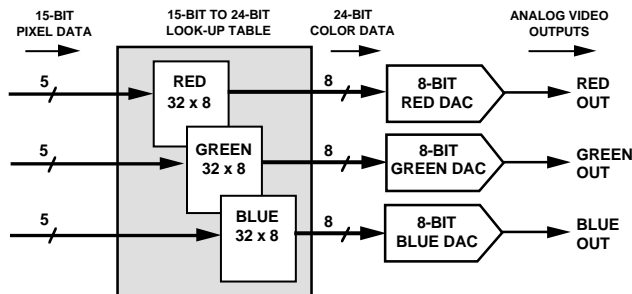 15-BIT
PIXEL DATA
15-BIT TO 24-BIT
LOOK-UP TABLE
24-BIT
COLOR DATA
ANALOG VIDEO
OUTPUTS
5
RED
32 x 8
8
8-BIT
RED DAC
RED
OUT
5
GREEN
32 x 8
8
8-BIT
GREEN DAC
GREEN
OUT
5
BLUE
32 x 8
8
8-BIT
BLUE DAC
BLUE
OUT